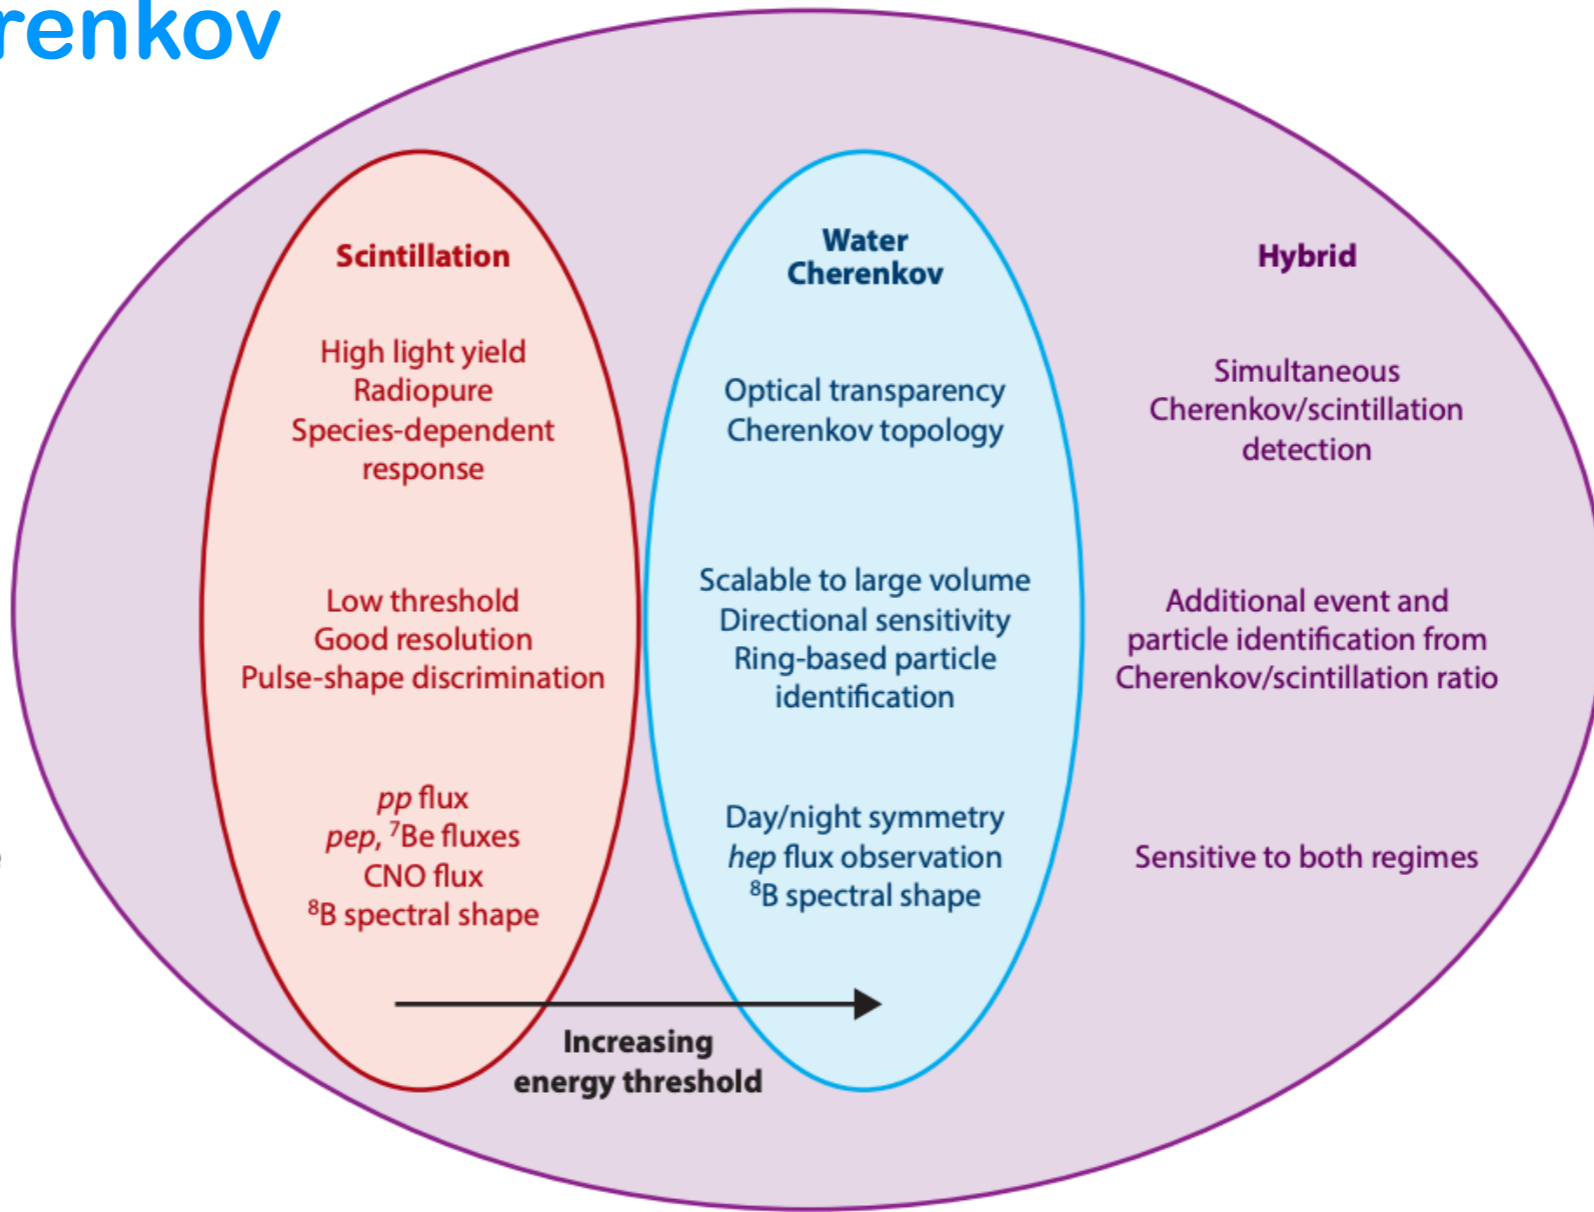 renkov
Scintillation
High light yield
Radiopure
Species-dependent
response
Low threshold
Good resolution
Pulse-shape discrimination
pp flux
pep, ⁷Be fluxes
CNO flux
⁸B spectral shape
Water
Cherenkov
Optical transparency
Cherenkov topology
Scalable to large volume
Directional sensitivity
Ring-based particle
identification
Day/night symmetry
hep flux observation
⁸B spectral shape
Hybrid
Simultaneous
Cherenkov/scintillation
detection
Additional event and
particle identification from
Cherenkov/scintillation ratio
Sensitive to both regimes
Increasing
energy threshold